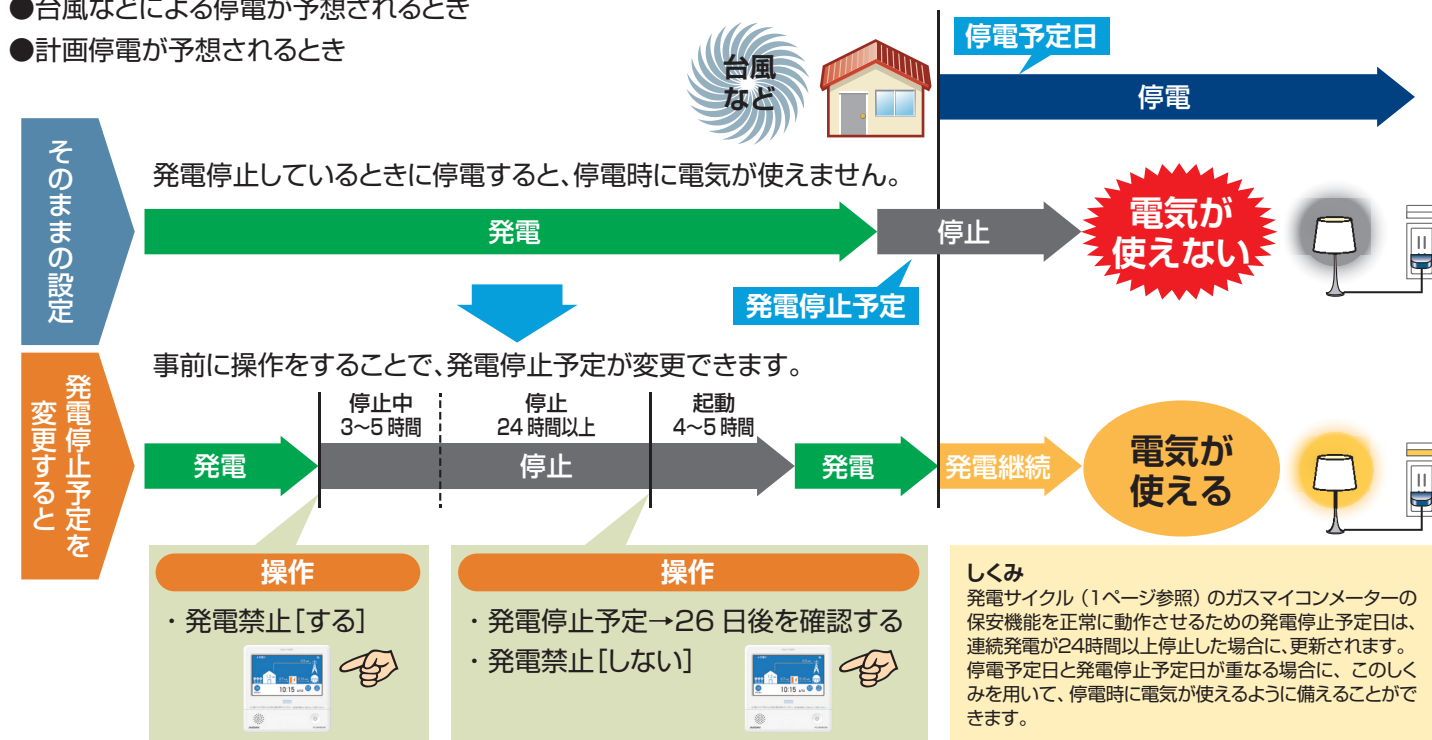 ●台風などによる停電が予想されるとき
●計画停電が予想されるとき
台風
など
停電予定日
停電
そのままの設定
発電停止しているときに停電すると、停電時に電気が使えません。
発電
停止
電気が
使えない
発電停止予定
発電停止予定を
変更すると
事前に操作をすることで、発電停止予定が変更できます。
停止中
3〜5時間
停止
24時間以上
起動
4〜5時間
発電
停止
発電
発電継続
電気が
使える
操作
・発電禁止[する]
10:15
操作
・発電停止予定→26日後を確認する
・発電禁止[しない]
10:15
しくみ
発電サイクル（1ページ参照）のガスマイコンメーターの
保安機能を正常に動作させるための発電停止予定日は、
連続発電が24時間以上停止した場合に、更新されます。
停電予定日と発電停止予定日が重なる場合に、このしく
みを用いて、停電時に電気が使えるように備えることがで
きます。